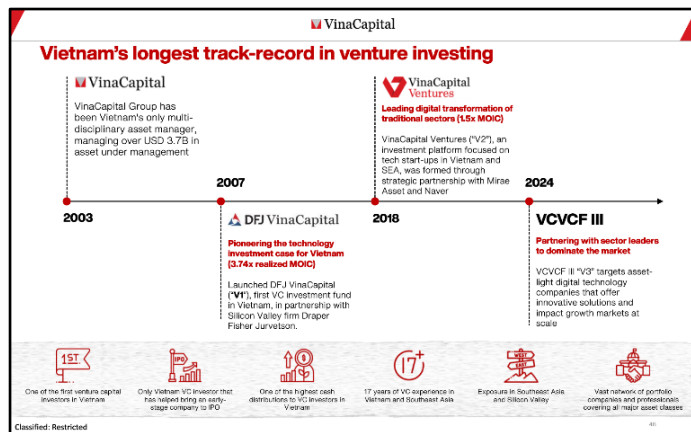 VinaCapital
Vietnam's longest track-record in venture investing
VinaCapital
VinaCapital Group has
been Vietnam's only multi-
disciplinary asset manager,
managing over USD 3.7B in
asset under management
2003
2007
DFJ VinaCapital
Pioneering the technology
investment case for Vietnam
(3.74x realized MOIC)
Launched DFJ VinaCapital
("V1"), first VC investment fund
in Vietnam, in partnership with
Silicon Valley firm Draper
Fisher Jurvetson.
VinaCapital
Ventures
Leading digital transformation of
traditional sectors (1.5x MOIC)
VinaCapital Ventures ("V2"), an
investment platform focused on
tech start-ups in Vietnam and
SEA, was formed through
strategic partnership with Mirae
Asset and Naver
2018
2024
VCVCF III
Partnering with sector leaders
to dominate the market
VCVCF III "V3" targets asset-
light digital technology
companies that offer
innovative solutions and
impact growth markets at
scale
1ST
One of the first venture capital
investors in Vietnam
IPO
Only Vietnam VC investor that
has helped bring an early-
stage company to IPO
One of the highest cash
distributions to VC investors in
Vietnam
17+
17 years of VC experience in
Vietnam and Southeast Asia
WEST
EAST
Exposure in Southeast Asia
and Silicon Valley
Vast network of portfolio
companies and professionals
covering all major asset classes
Classified: Restricted